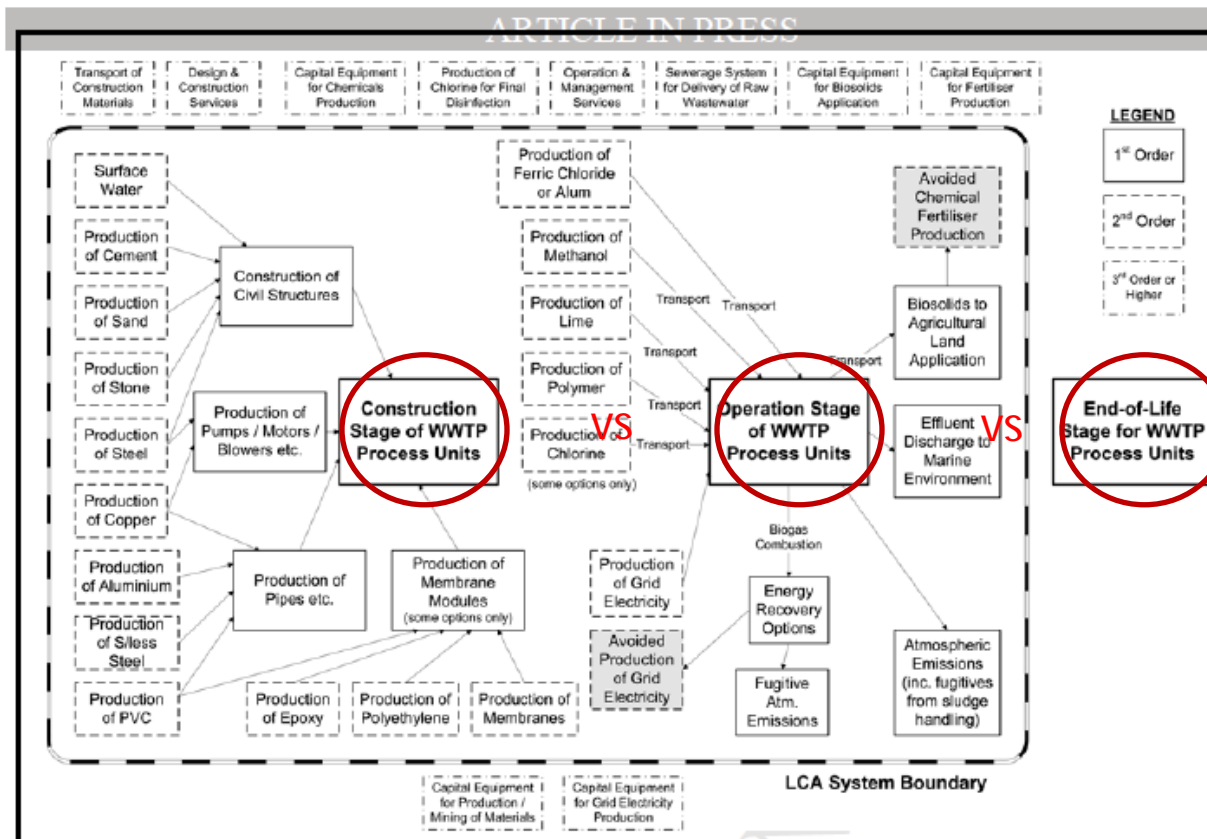 ARTICLE IN PRESS
Transport of
Construction
Materials
Design &
Construction
Services
Capital Equipment
for Chemicals
Production
Production of
Chlorine for Final
Disinfection
Operation &
Management
Services
Sewerage System
for Delivery of Raw
Wastewater
Capital Equipment
for Biosolids
Application
Capital Equipment
for Fertiliser
Production
LEGEND
1st Order
2nd Order
3rd Order or
Higher
Surface
Water
Production
of Cement
Production
of Sand
Production
of Stone
Production
of Steel
Production
of Copper
Production
of Aluminium
Production
of S/less
Steel
Production
of PVC
Construction of
Civil Structures
Production of
Pumps / Motors /
Blowers etc.
Production of
Pipes etc.
Construction
Stage of WWTP
Process Units
Production of
Membrane
Modules
(some options only)
Production
of Epoxy
Production of
Polyethylene
Production of
Membranes
VS
Production of
Ferric Chloride
or Alum
Production of
Methanol
Production of
Lime
Production of
Polymer
Production of
Chlorine
(some options only)
Transport
Transport
Transport
Transport
Transport
Production
of Grid
Electricity
Avoided
Production
of Grid
Electricity
Operation Stage
of WWTP
Process Units
Biogas
Combustion
Energy
Recovery
Options
Fugitive
Atm.
Emissions
Transport
Avoided
Chemical
Fertiliser
Production
Biosolids to
Agricultural
Land
Application
Effluent
Discharge to
Marine
Environment
Atmospheric
Emissions
(inc. fugitives
from sludge
handling)
VS
End-of-Life
Stage for WWTP
Process Units
LCA System Boundary
Capital Equipment
for Production /
Mining of Materials
Capital Equipment
for Grid Electricity
Production